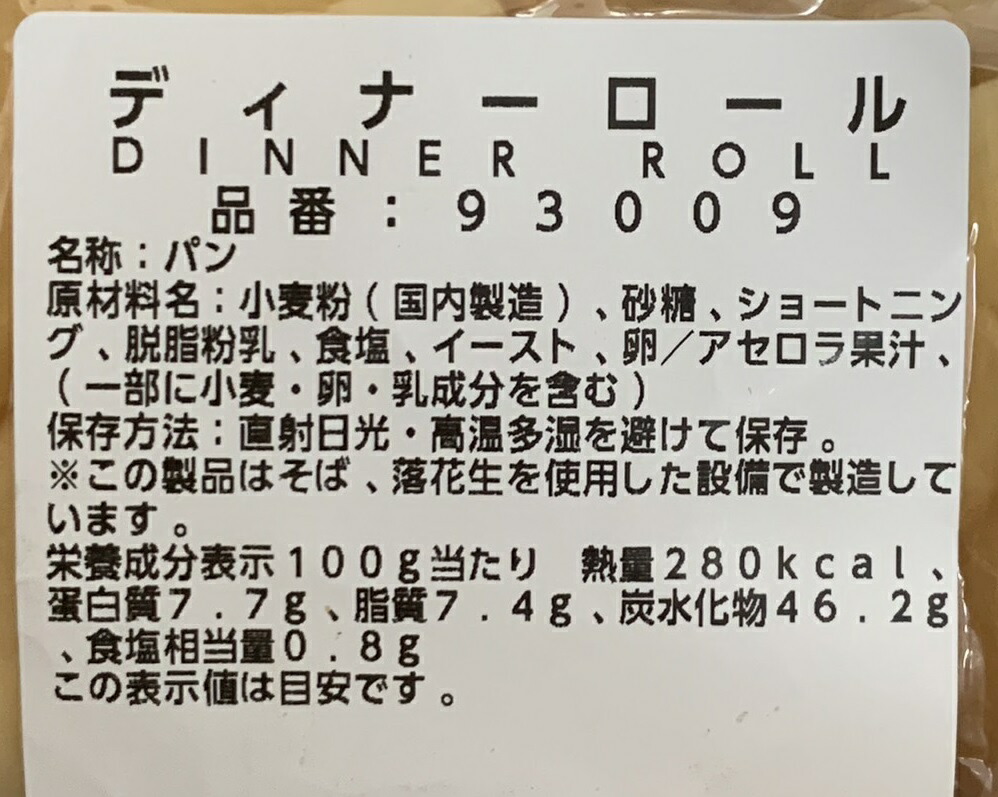 ディナーロール
DINNER ROLL
品番：93009
名称：パン
原材料名：小麦粉（国内製造）、砂糖、ショートニン
グ、脱脂粉乳、食塩、イースト、卵／アセロラ果汁、
（一部に小麦・卵・乳成分を含む）
保存方法：直射日光・高温多湿を避けて保存。
※この製品はそば、落花生を使用した設備で製造して
います。
栄養成分表示１００ｇ当たり　熱量２８０ｋｃａｌ、
蛋白質７．７ｇ、脂質７．４ｇ、炭水化物４６．２ｇ
、食塩相当量０．８ｇ
この表示値は目安です。